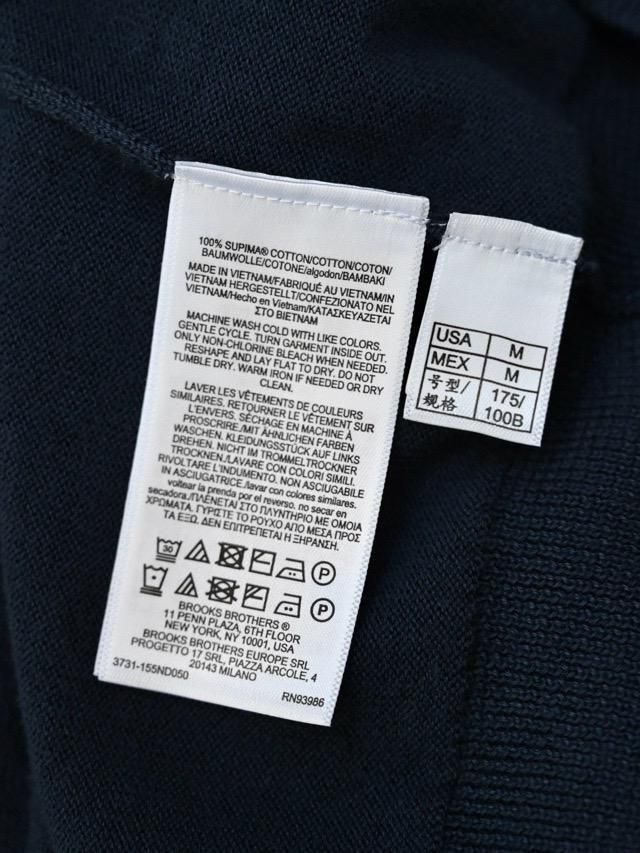 100% SUPIMA® COTTON/COTTON/COTON/
BAUMWOLLE/COTONE/algodon/BAMBAKI
MADE IN VIETNAM/FABRIQUÉ AU VIETNAM/IN
VIETNAM HERGESTELLT/CONFEZIONATO NEL
VIETNAM/Hecho en Vietnam/ΚΑΤΑΣΚΕΥΑΖΕΤΑΙ
ΣΤΟ ΒΙΕΤΝΑΜ
MACHINE WASH COLD WITH LIKE COLORS.
GENTLE CYCLE. TURN GARMENT INSIDE OUT.
ONLY NON-CHLORINE BLEACH WHEN NEEDED.
RESHAPE AND LAY FLAT TO DRY. DO NOT
TUMBLE DRY. WARM IRON IF NEEDED OR DRY
CLEAN.
LAVER LES VÊTEMENTS DE COULEURS
SIMILAIRES. RETOURNER LE VÊTEMENT SUR
L'ENVERS. SÉCHAGE EN MACHINE À
PROSCRIRE./MIT ÄHNLICHEN FARBEN
WASCHEN. KLEIDUNGSSTÜCK AUF LINKS
DREHEN. NICHT IM TROMMELTROCKNER
TROCKNEN/LAVARE CON COLORI SIMILI.
RIVOLTARE L'INDUMENTO. NON ASCIUGABILE
IN ASCIUGATRICE./lavar con colores similares.
voltear la prenda por el reverso. no secar en
secadora./ΠΛΕΝΕΤΑΙ ΣΤΟ ΠΛΥΝΤΗΡΙΟ ΜΕ ΟΜΟΙΑ
ΧΡΩΜΑΤΑ. ΓΥΡΙΣΤΕ ΤΟ ΡΟΥΧΟ ΑΠΟ ΜΕΣΑ ΠΡΟΣ
ΤΑ ΕΞΩ. ΔΕΝ ΕΠΙΤΡΕΠΕΤΑΙ Η ΞΗΡΑΝΣΗ.
30 P
P
BROOKS BROTHERS ®
11 PENN PLAZA, 6TH FLOOR
NEW YORK, NY 10001, USA
BROOKS BROTHERS EUROPE SRL
PROGETTO 17 SRL, PIAZZA ARCOLE, 4
20143 MILANO
3731-155ND050
RN93986
USA M
MEX M
号型/ 175/
规格 100B